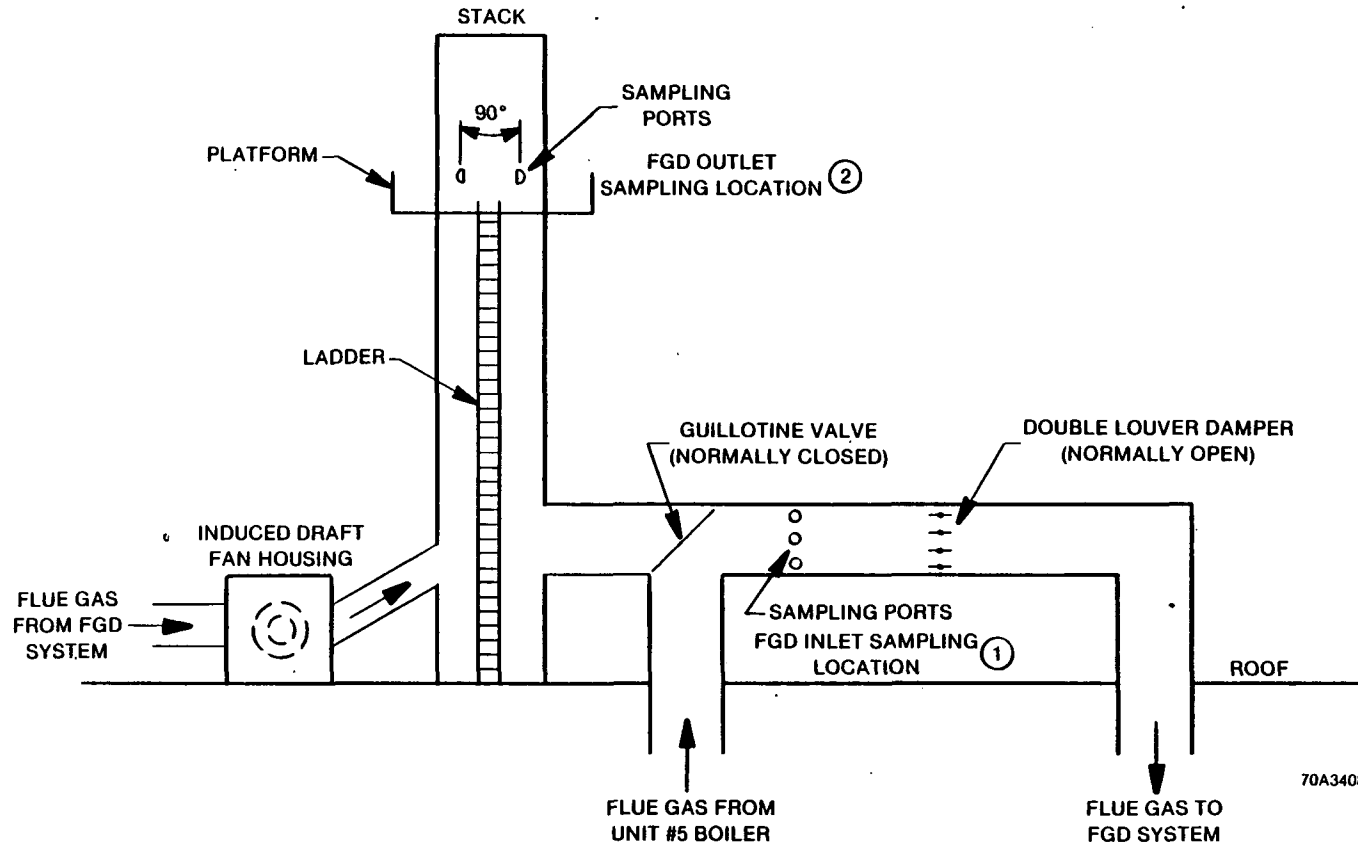 STACK
90°
SAMPLING
PORTS
PLATFORM
FGD OUTLET
SAMPLING LOCATION 2
LADDER
GUILLOTINE VALVE
(NORMALLY CLOSED)
DOUBLE LOUVER DAMPER
(NORMALLY OPEN)
INDUCED DRAFT
FAN HOUSING
FLUE GAS
FROM FGD
SYSTEM
SAMPLING PORTS
FGD INLET SAMPLING
LOCATION 1
ROOF
FLUE GAS FROM
UNIT #5 BOILER
FLUE GAS TO
FGD SYSTEM